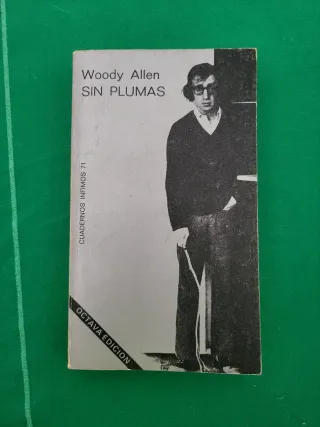 Woody Allen
SIN PLUMAS
CUADERNOS INFIMOS 71
OCTAVA EDICION